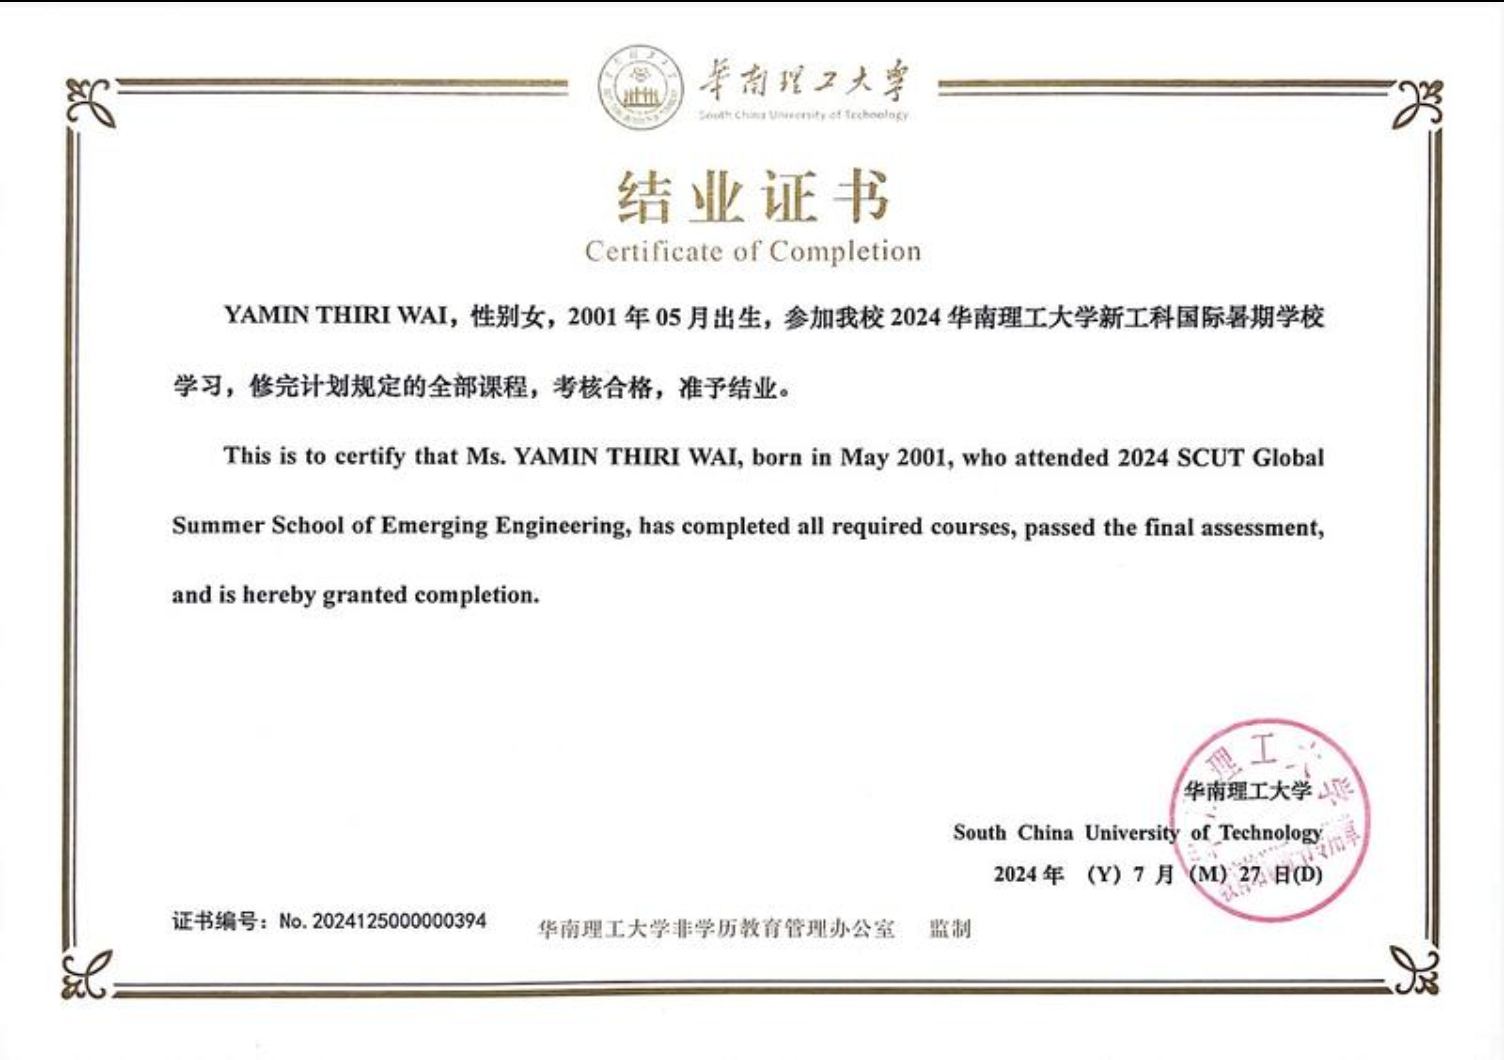 華南理工大學
South China University of Technology
结业证书
Certificate of Completion
YAMIN THIRI WAI，性别女，2001 年 05 月出生，参加我校 2024 华南理工大学新工科国际暑期学校
学习，修完计划规定的全部课程，考核合格，准予结业。
This is to certify that Ms. YAMIN THIRI WAI, born in May 2001, who attended 2024 SCUT Global
Summer School of Emerging Engineering, has completed all required courses, passed the final assessment,
and is hereby granted completion.
理工大学
华南理工大学
South China University of Technology
2024 年 （Y）7 月 （M）27 日(D)
证书编号：No. 2024125000000394
华南理工大学非学历教育管理办公室 监制